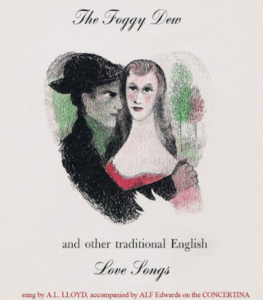 The Foggy Dew
and other traditional English
Love Songs
sung by A.L. LLOYD, accompanied by ALF Edwards on the CONCERTINA